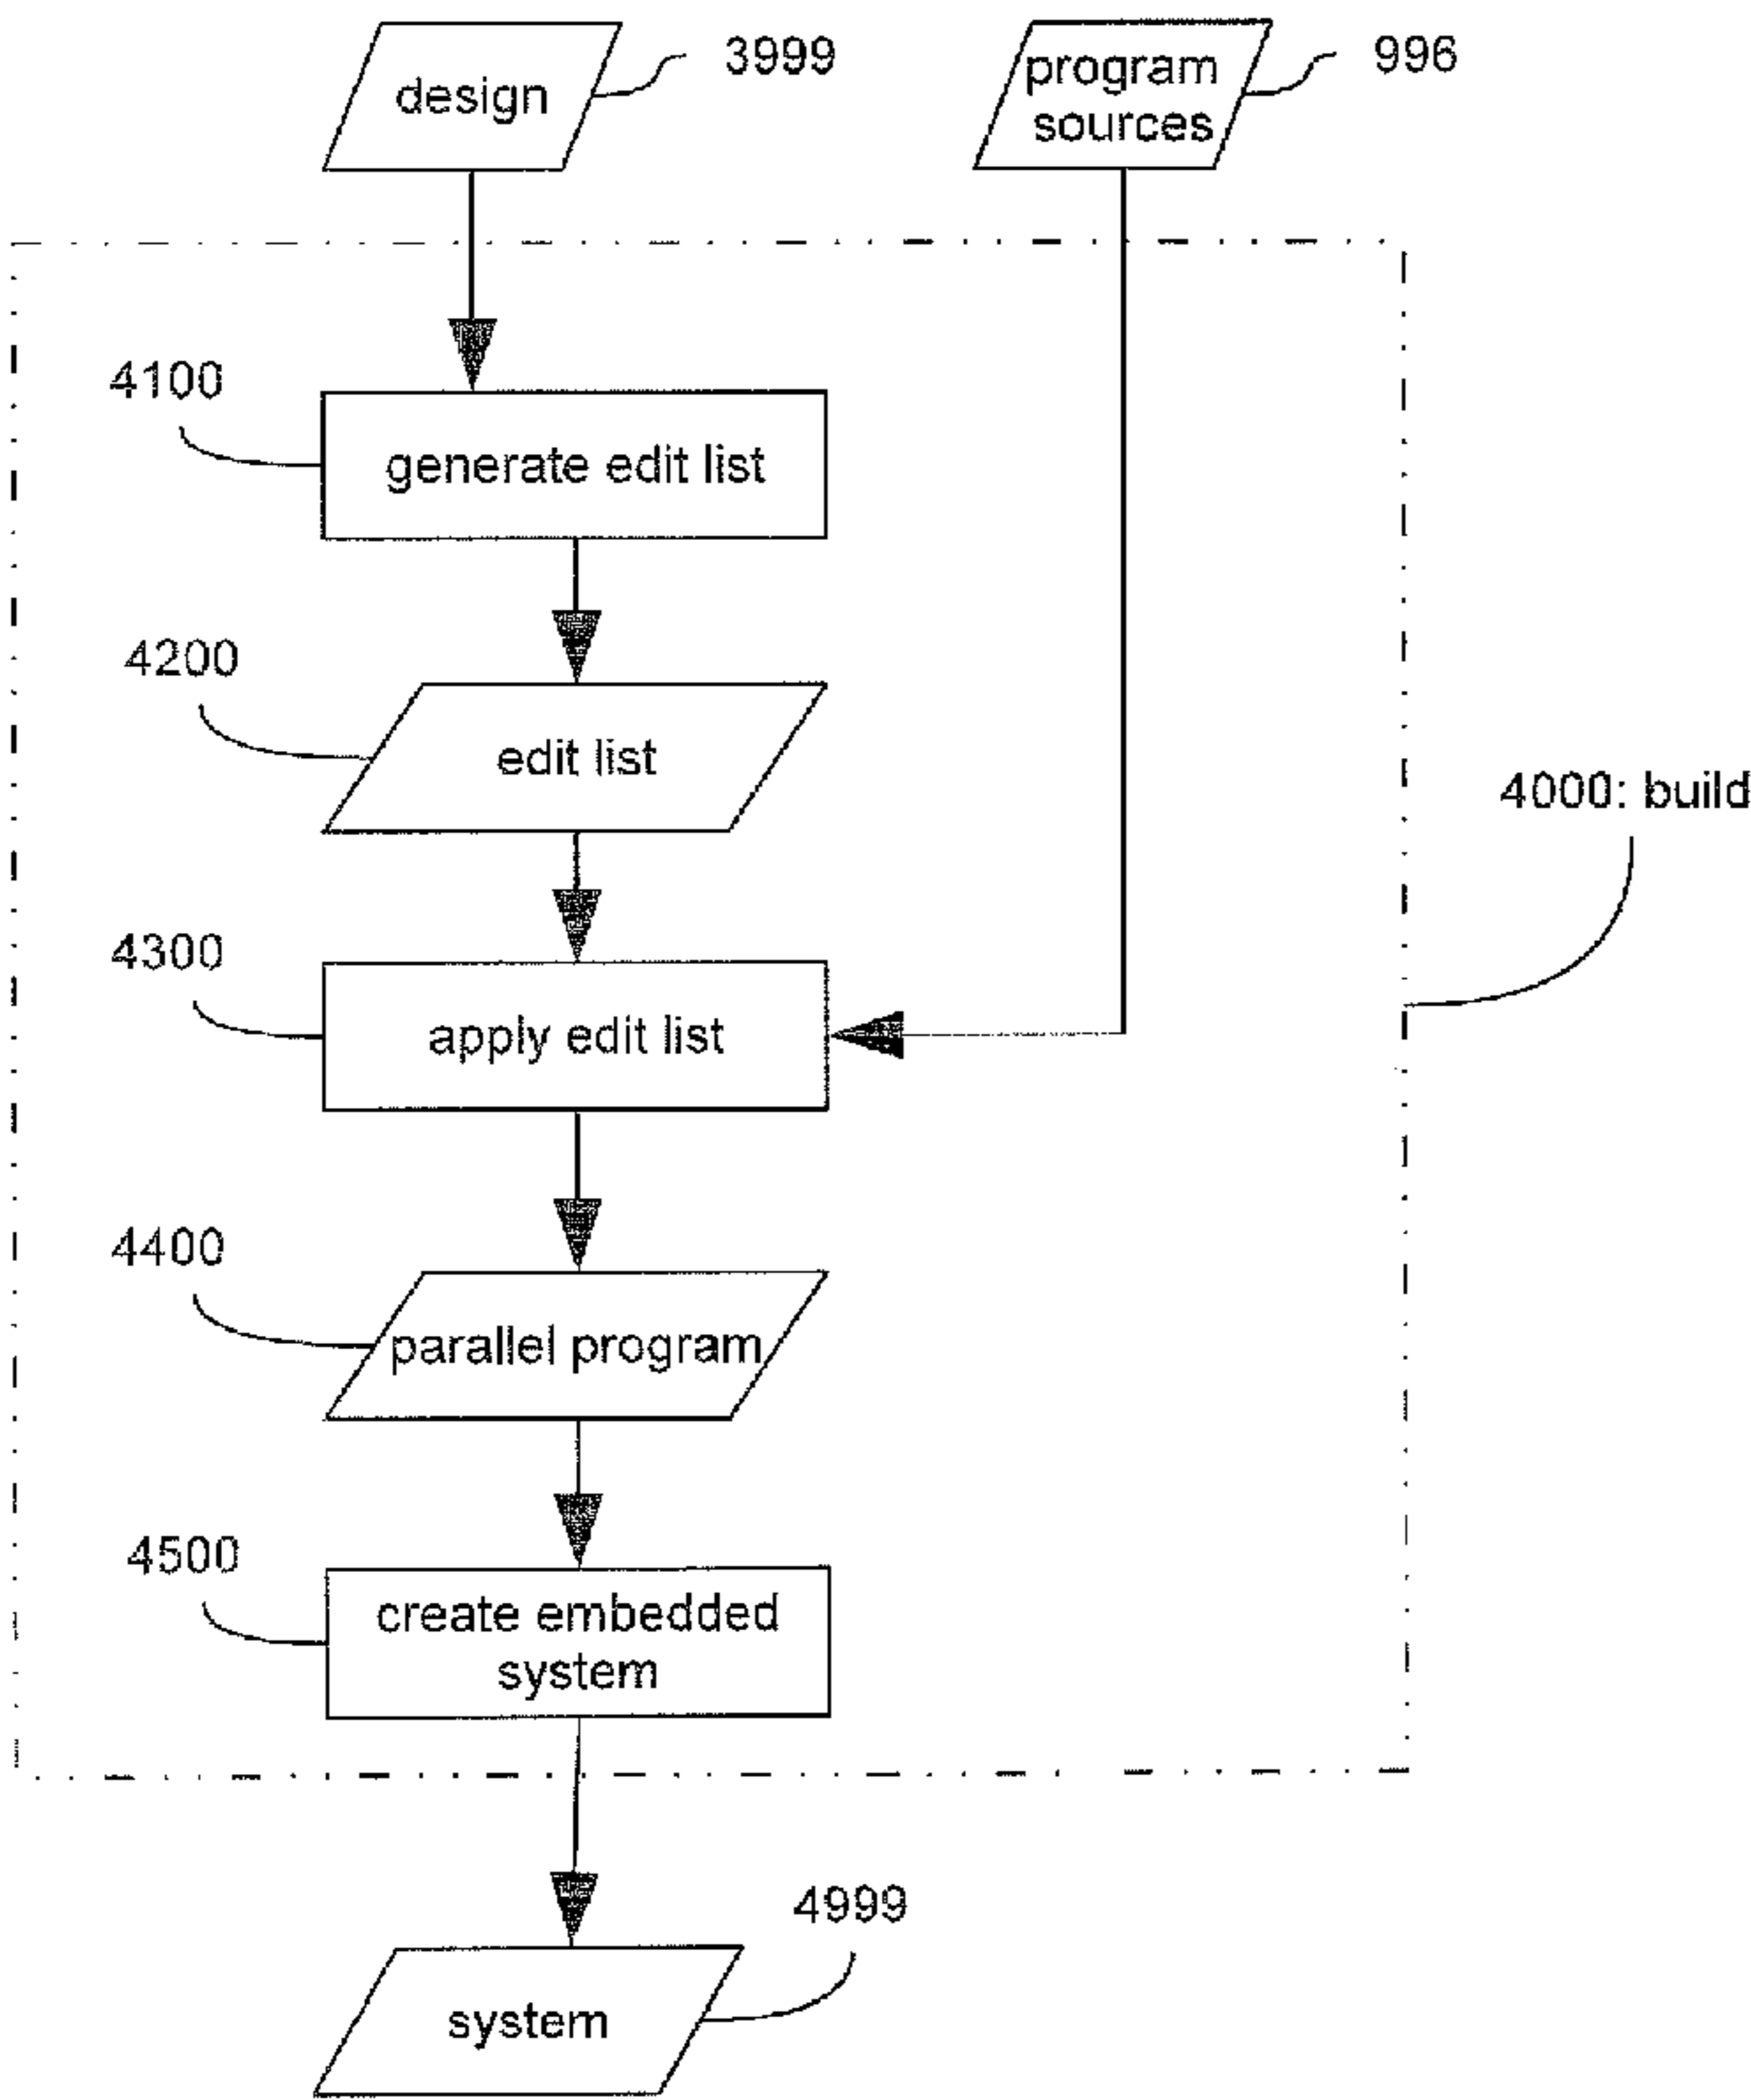 design
3999
program
sources
996
4100
generate edit list
4200
edit list
4000: build
4300
apply edit list
4400
parallel program
4500
create embedded
system
4999
system